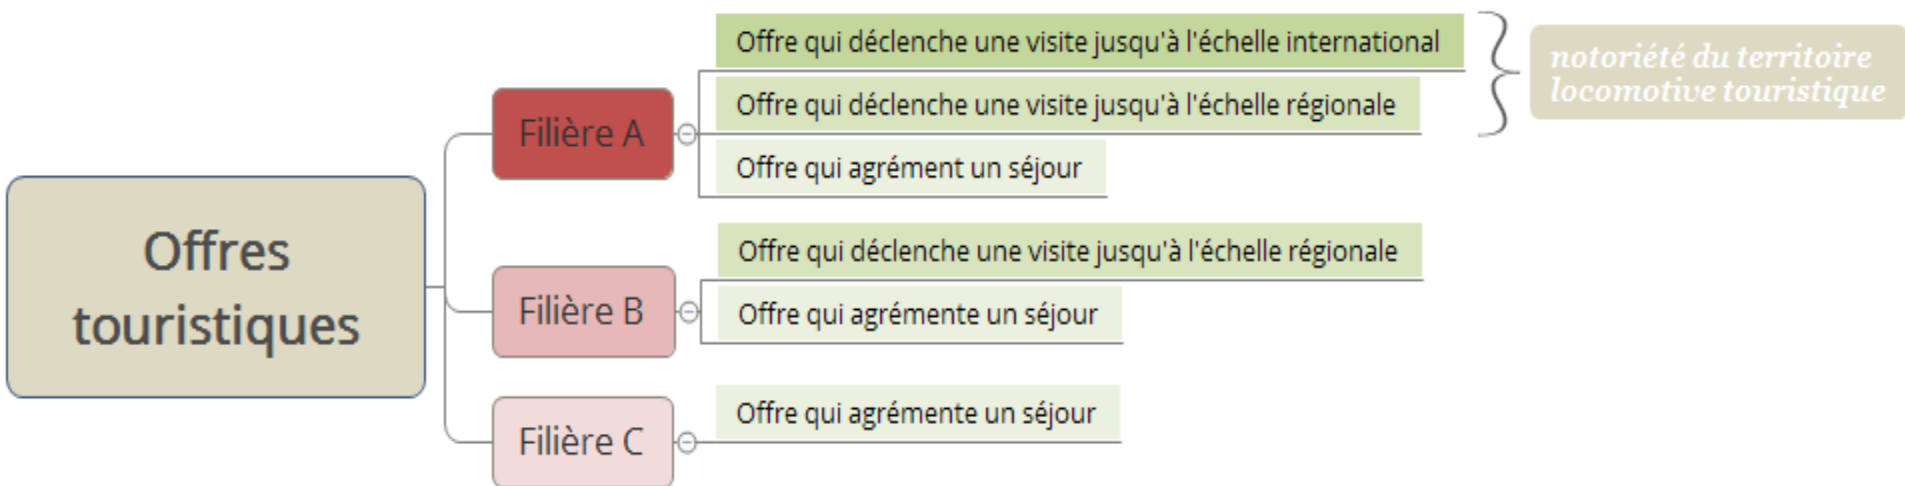 Offres
touristiques
Filière A
Offre qui déclenche une visite jusqu'à l'échelle international
Offre qui déclenche une visite jusqu'à l'échelle régionale
Offre qui agrément un séjour
notoriété du territoire
locomotive touristique
Filière B
Offre qui déclenche une visite jusqu'à l'échelle régionale
Offre qui agrémente un séjour
Filière C
Offre qui agrémente un séjour